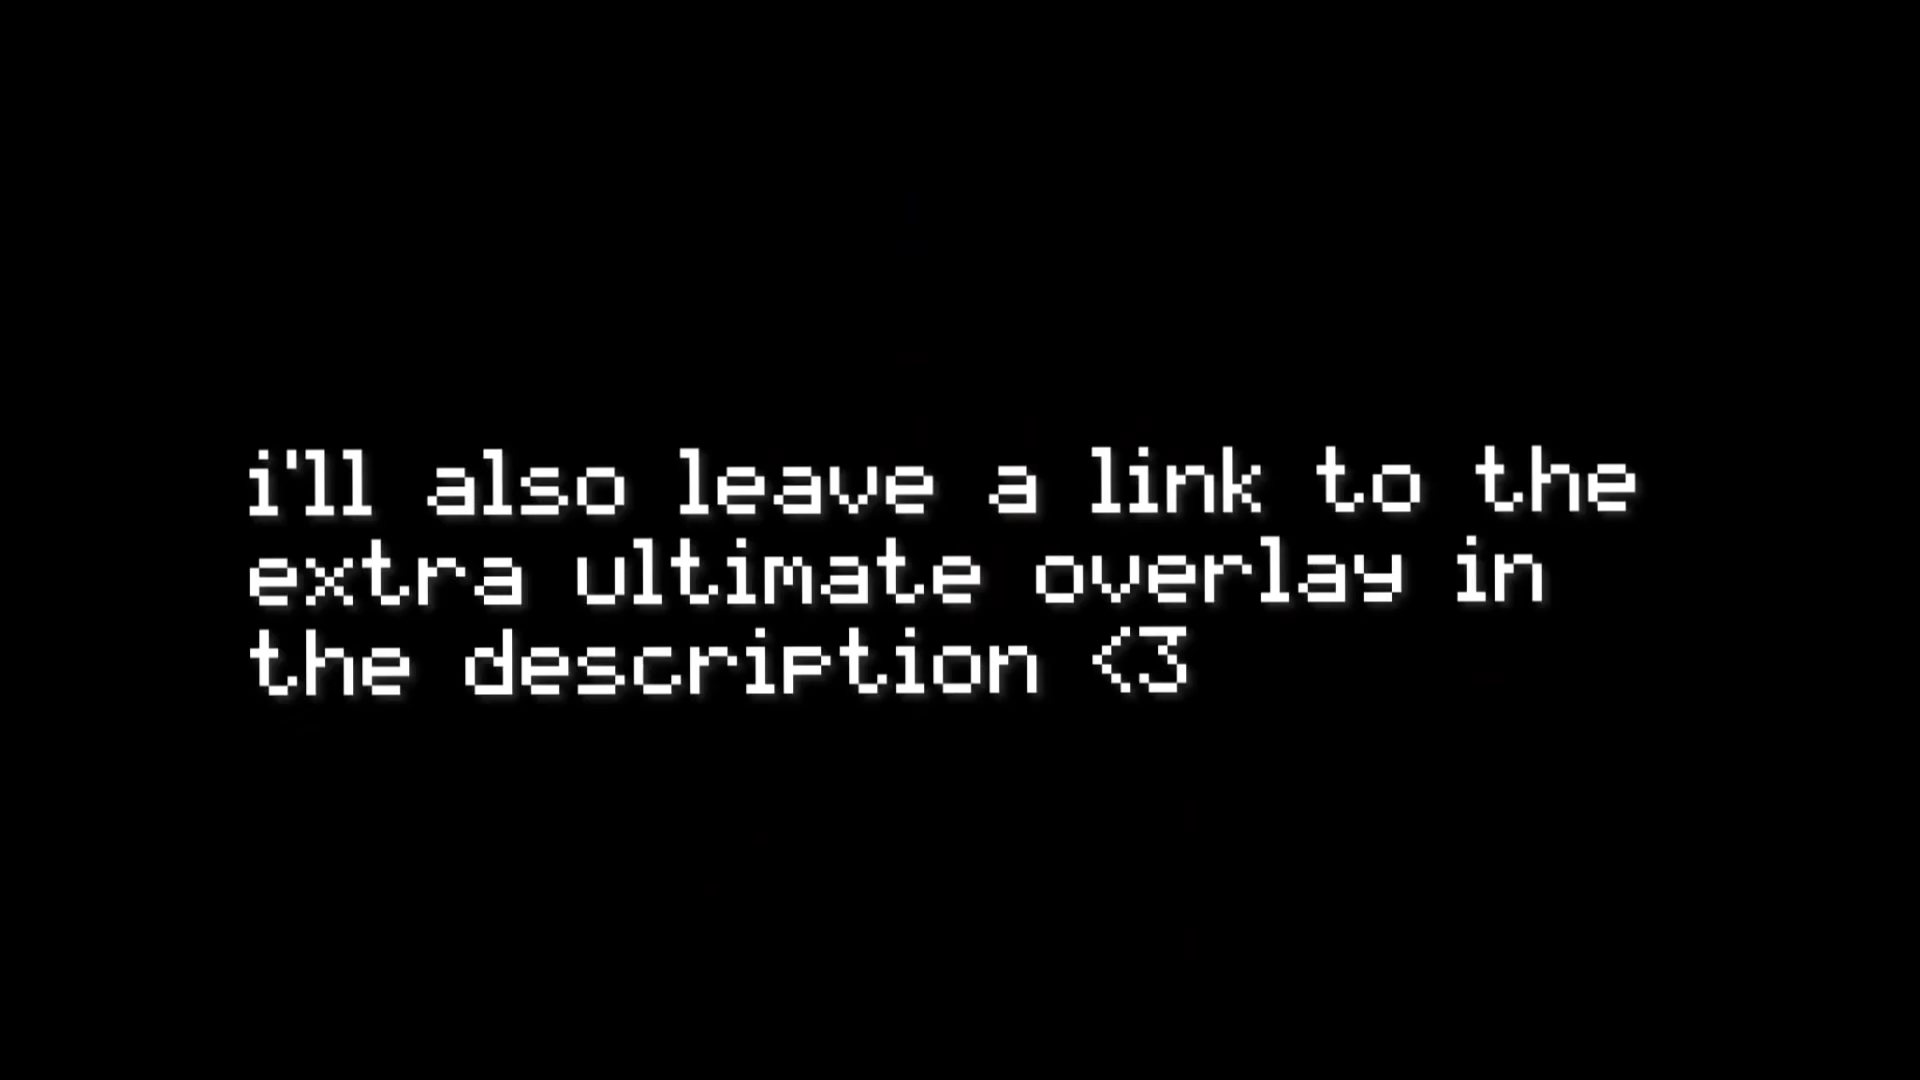 i'll also leave a link to the
extra ultimate overlay in
the description <3